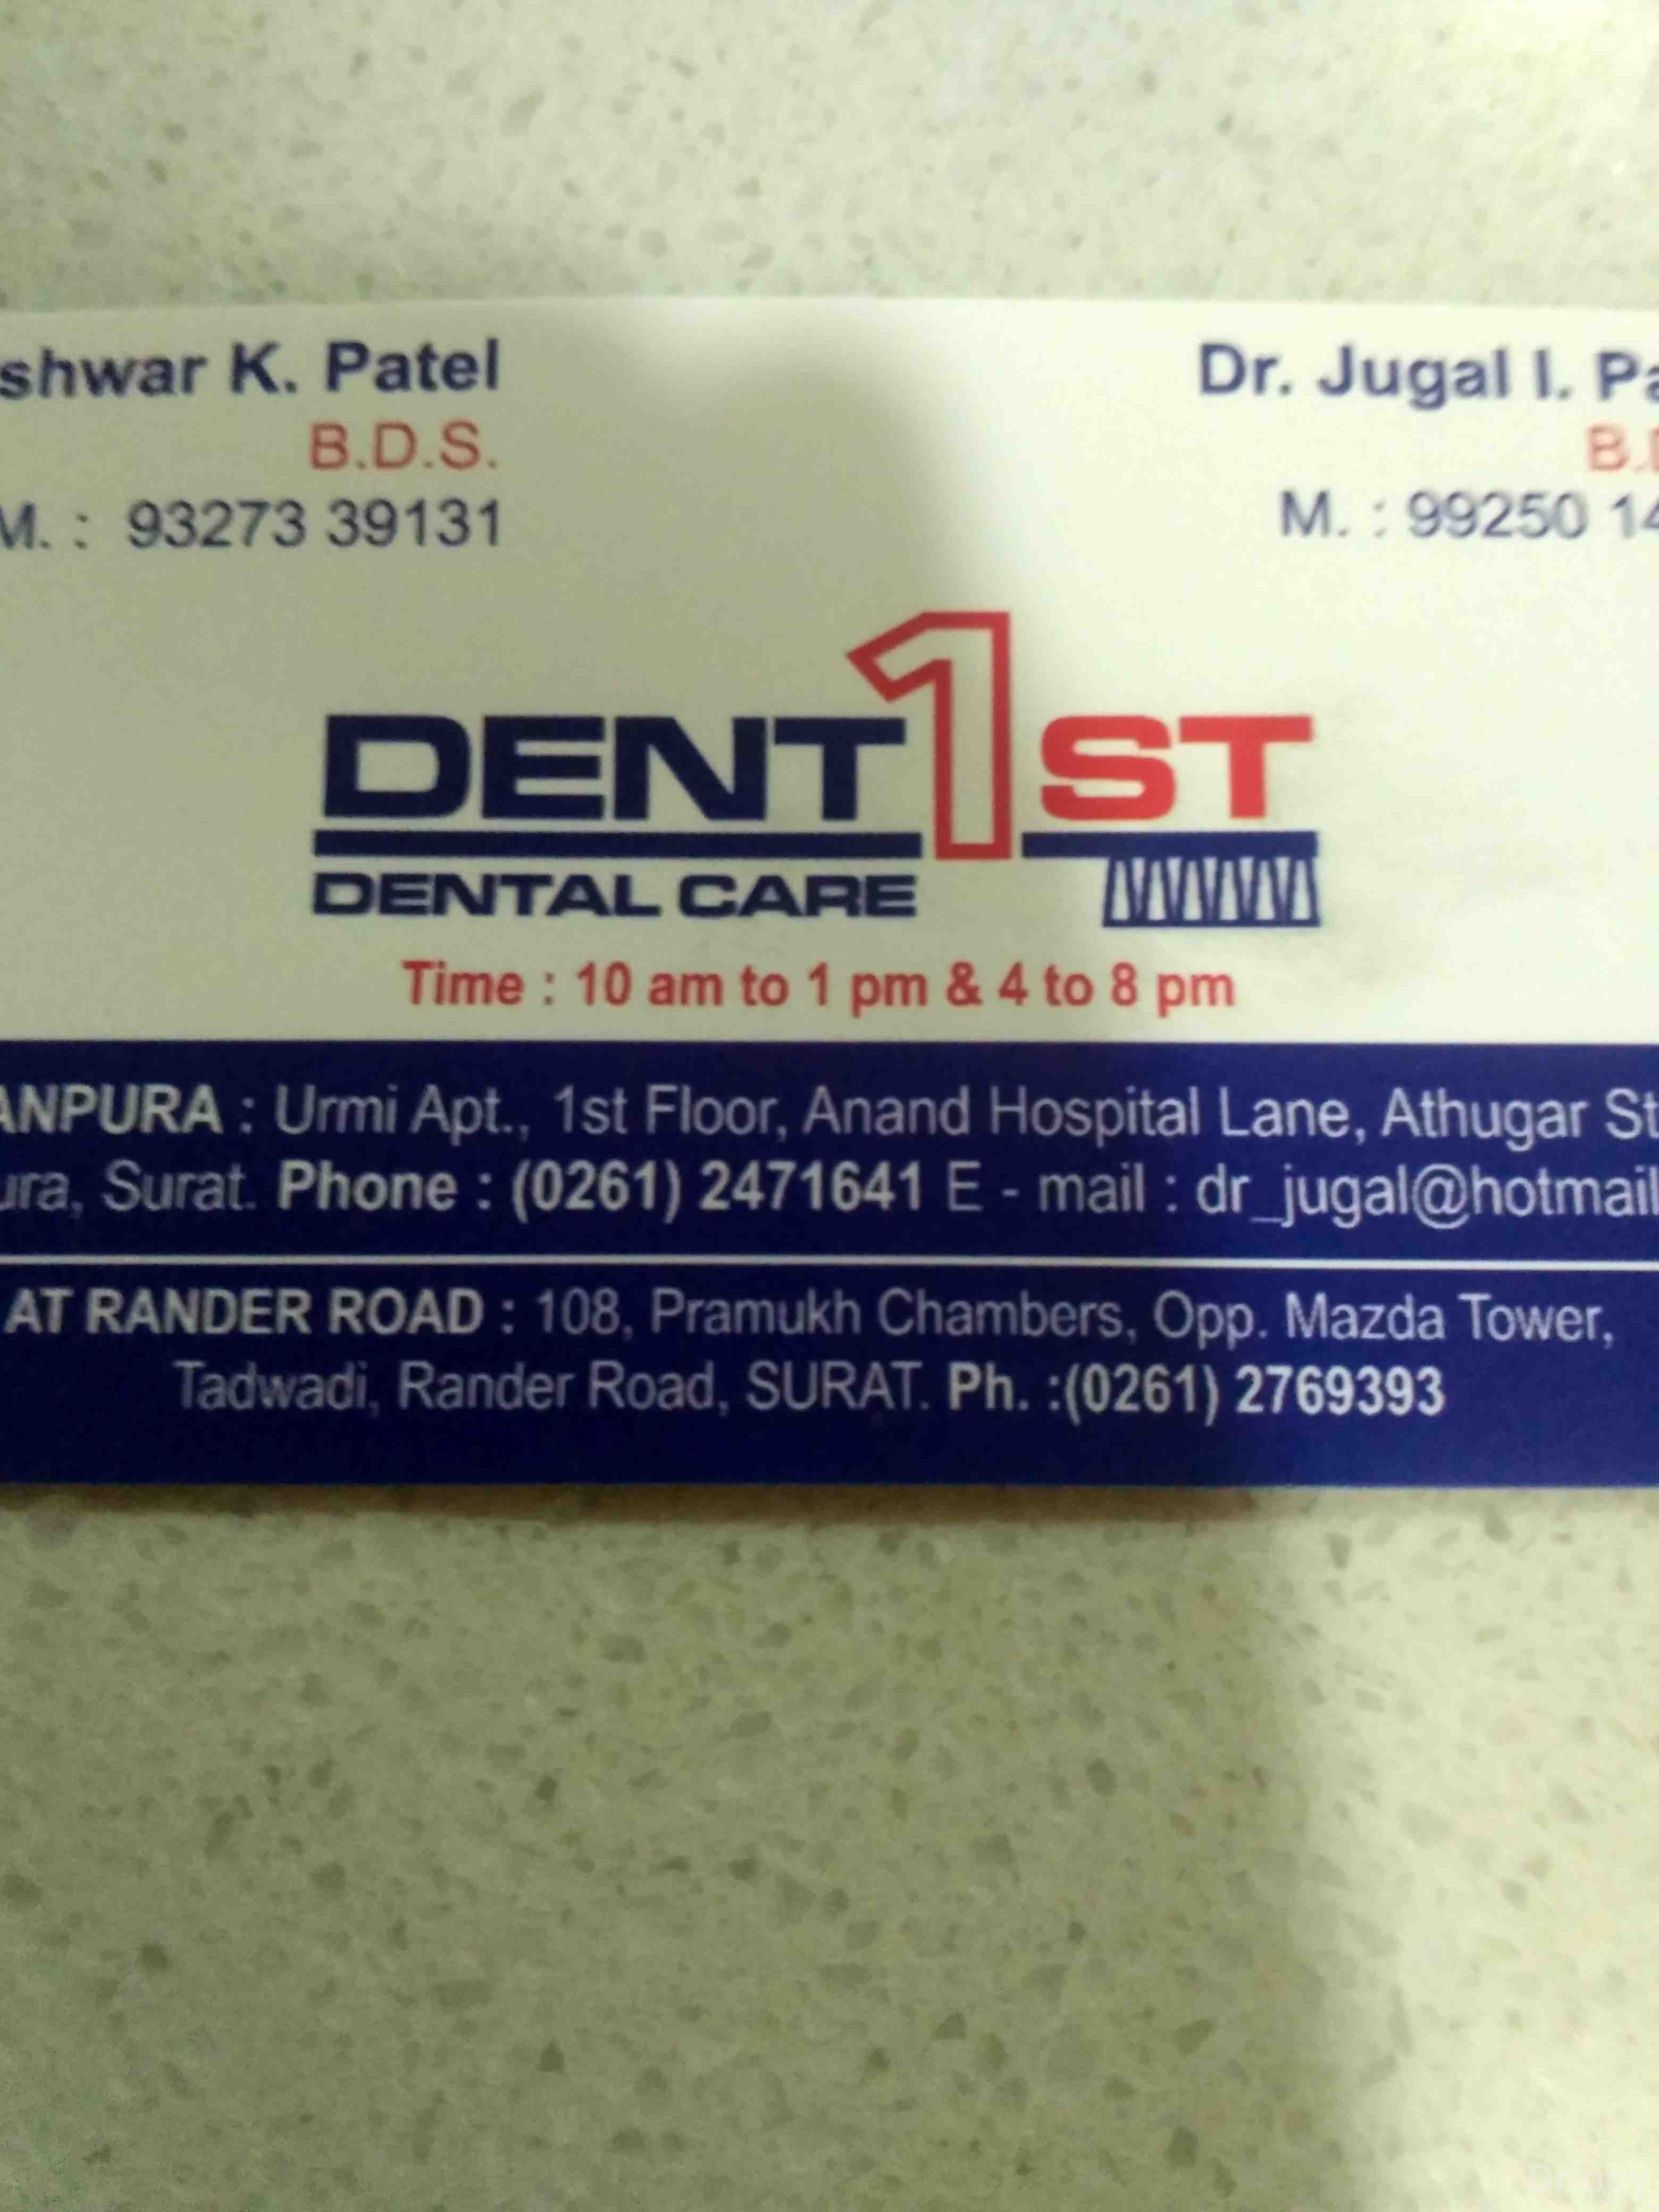 shwar K. Patel
B.D.S.
M. : 93273 39131
Dr. Jugal I. Pa
B.D
M. : 99250 14
DENT1ST
DENTAL CARE
Time : 10 am to 1 pm & 4 to 8 pm
ANPURA : Urmi Apt., 1st Floor, Anand Hospital Lane, Athugar St
ura, Surat. Phone : (0261) 2471641 E - mail : dr_jugal@hotmail
AT RANDER ROAD : 108, Pramukh Chambers, Opp. Mazda Tower,
Tadwadi, Rander Road, SURAT. Ph. :(0261) 2769393